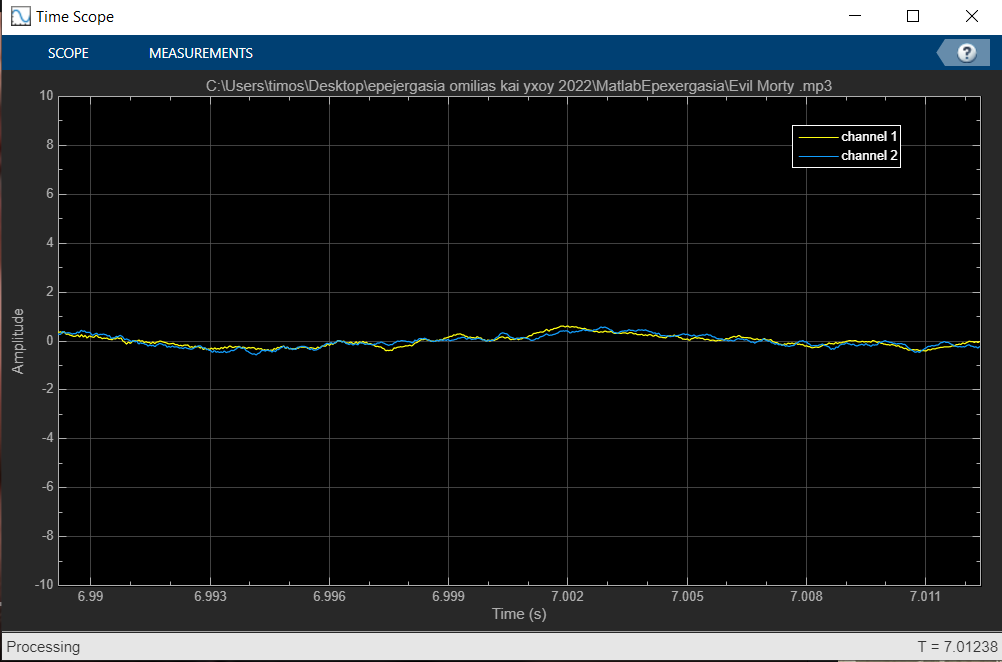 Time Scope
SCOPE MEASUREMENTS ?
C:\Users\timos\Desktop\epejergasia omilias kai yxoy 2022\MatlabEpexergasia\Evil Morty .mp3
channel 1
channel 2
10
8
6
4
2
0
-2
-4
-6
-8
-10
Amplitude
6.99 6.993 6.996 6.999 7.002 7.005 7.008 7.011
Time (s)
Processing T = 7.01238